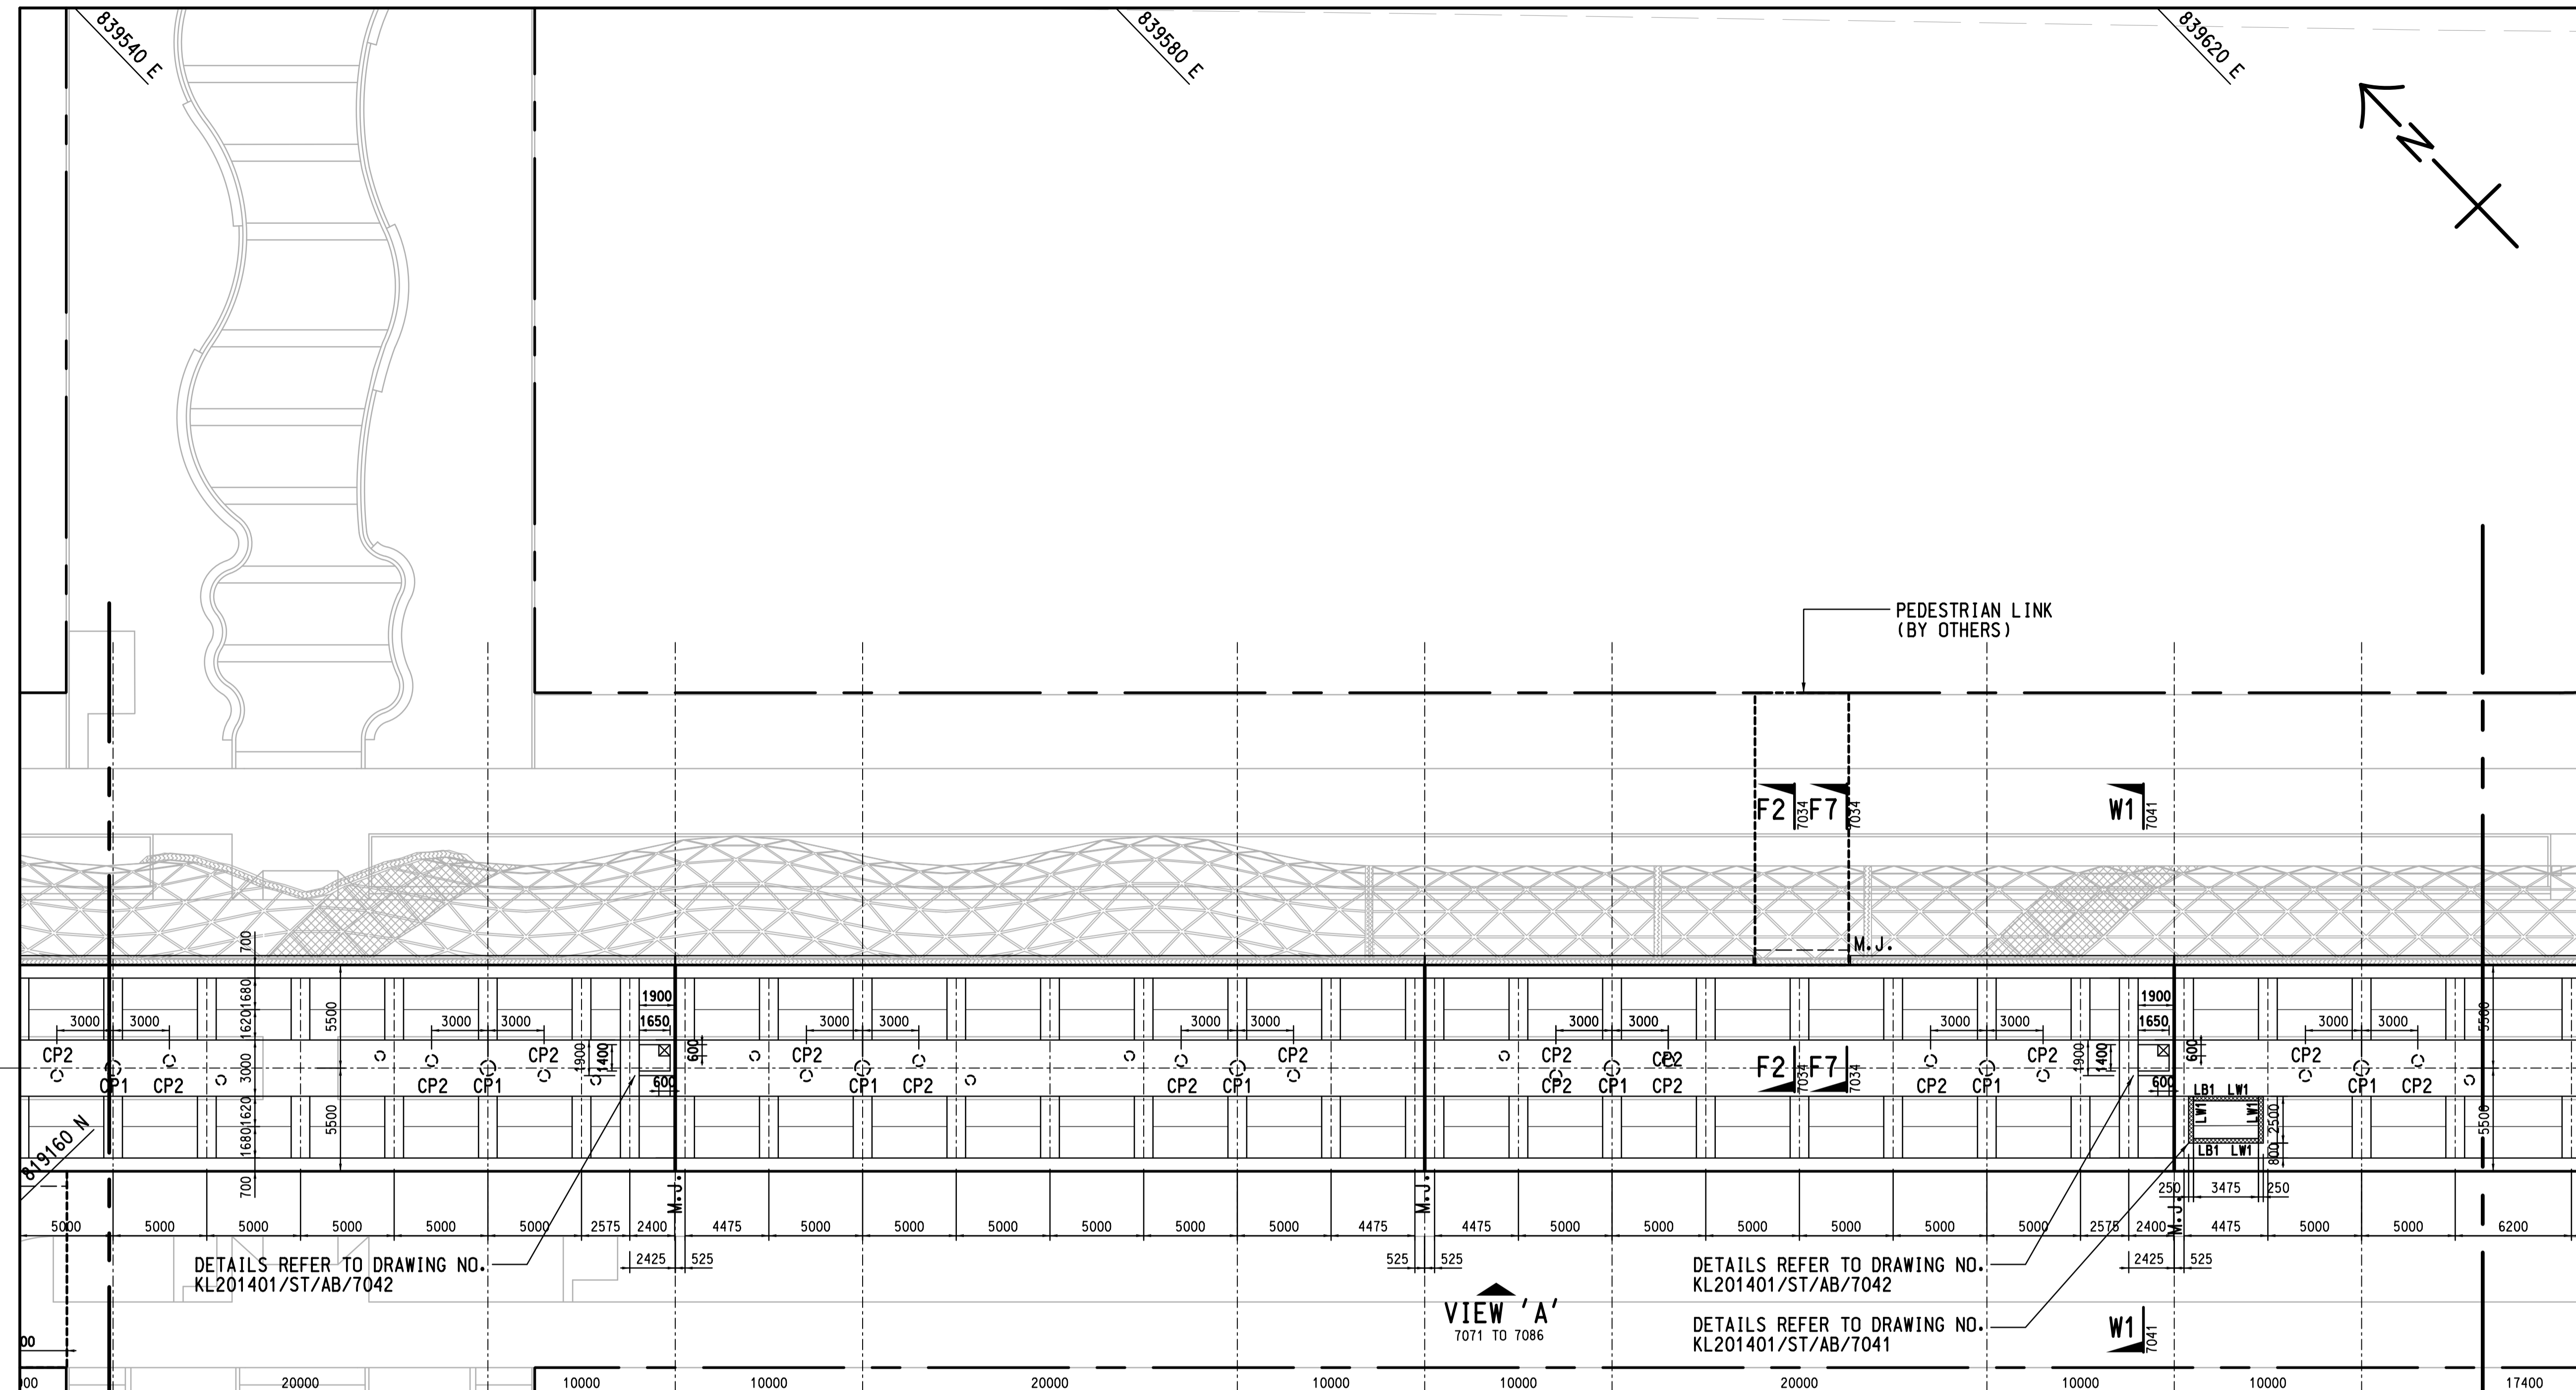 839540 E
839580 E
839620 E
N
PEDESTRIAN LINK
(BY OTHERS)
F2
7034
F7
7034
W1
7041
M.J.
700
1680
1620
3000
1620
1680
700
5500
5500
3000 3000
3000 3000
3000 3000
3000 3000
3000 3000
3000 3000
3000 3000
1900
1650
1900
1400
600
600
1900
1650
1900
1400
600
600
5500
5500
CP2
CP1 CP2
CP2
CP2 CP1
CP2
CP1 CP2
CP2
CP2 CP1
CP2 CP2
CP2 CP1 CP2
F2
7034
F7
7034
CP2
CP2 CP1
CP2
CP1 CP2
LB1 LW1
LW1
LW1
LB1 LW1
2500
800
250 3475 250
819160 N
M.J.
M.J.
M.J.
5000 5000 5000 5000 5000 5000 2575 2400 4475 5000 5000 5000 5000 5000 5000 4475 4475 5000 5000 5000 5000 5000 5000 2575 2400 4475 5000 5000 6200
2425 525
525 525
2425 525
DETAILS REFER TO DRAWING NO.
KL201401/ST/AB/7042
VIEW 'A'
7071 TO 7086
DETAILS REFER TO DRAWING NO.
KL201401/ST/AB/7042
DETAILS REFER TO DRAWING NO.
KL201401/ST/AB/7041
W1
7041
00
00 20000 10000 10000 20000 10000 10000 20000 10000 10000 17400